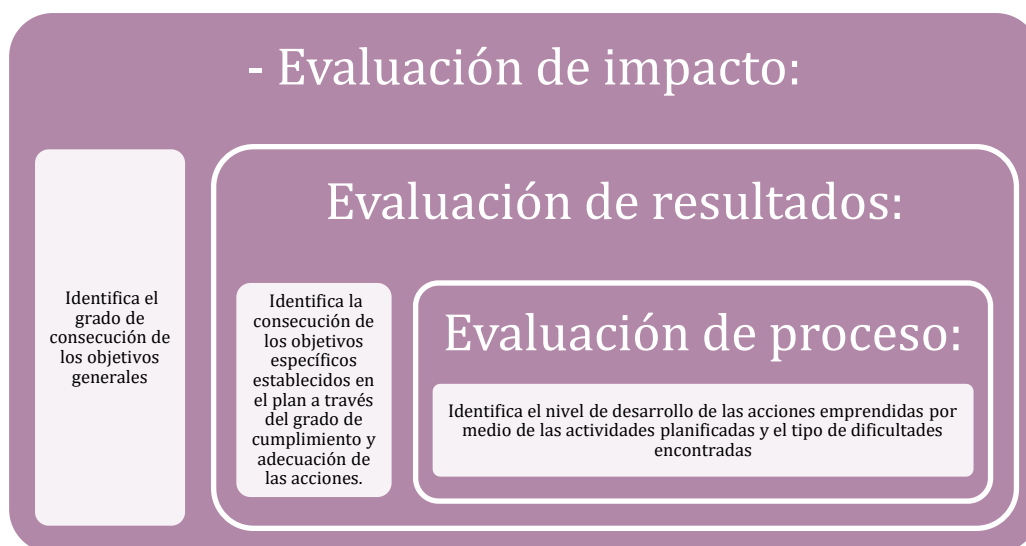 - Evaluación de impacto:
Identifica el
grado de
consecución de
los objetivos
generales
Evaluación de resultados:
Identifica la
consecución de
los objetivos
específicos
establecidos en
el plan a través
del grado de
cumplimiento y
adecuación de
las acciones.
Evaluación de proceso:
Identifica el nivel de desarrollo de las acciones emprendidas por
medio de las actividades planificadas y el tipo de dificultades
encontradas